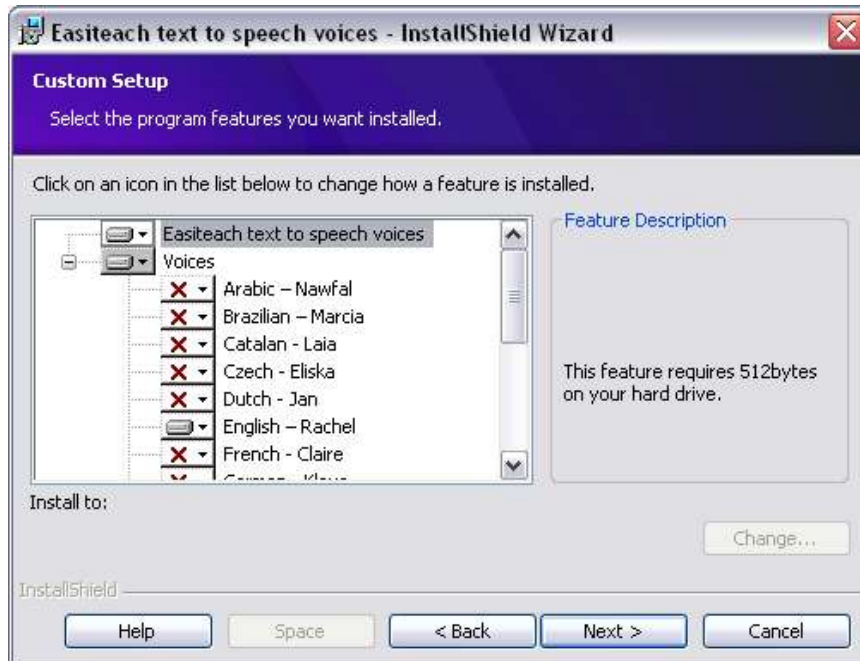 Easiteach text to speech voices - InstallShield Wizard
Custom Setup
Select the program features you want installed.
Click on an icon in the list below to change how a feature is installed.
Easiteach text to speech voices
Voices
Arabic – Nawfal
Brazilian – Marcia
Catalan - Laia
Czech - Eliska
Dutch - Jan
English – Rachel
French - Claire
Feature Description
This feature requires 512bytes
on your hard drive.
Install to:
Change...
InstallShield
Help Space < Back Next > Cancel